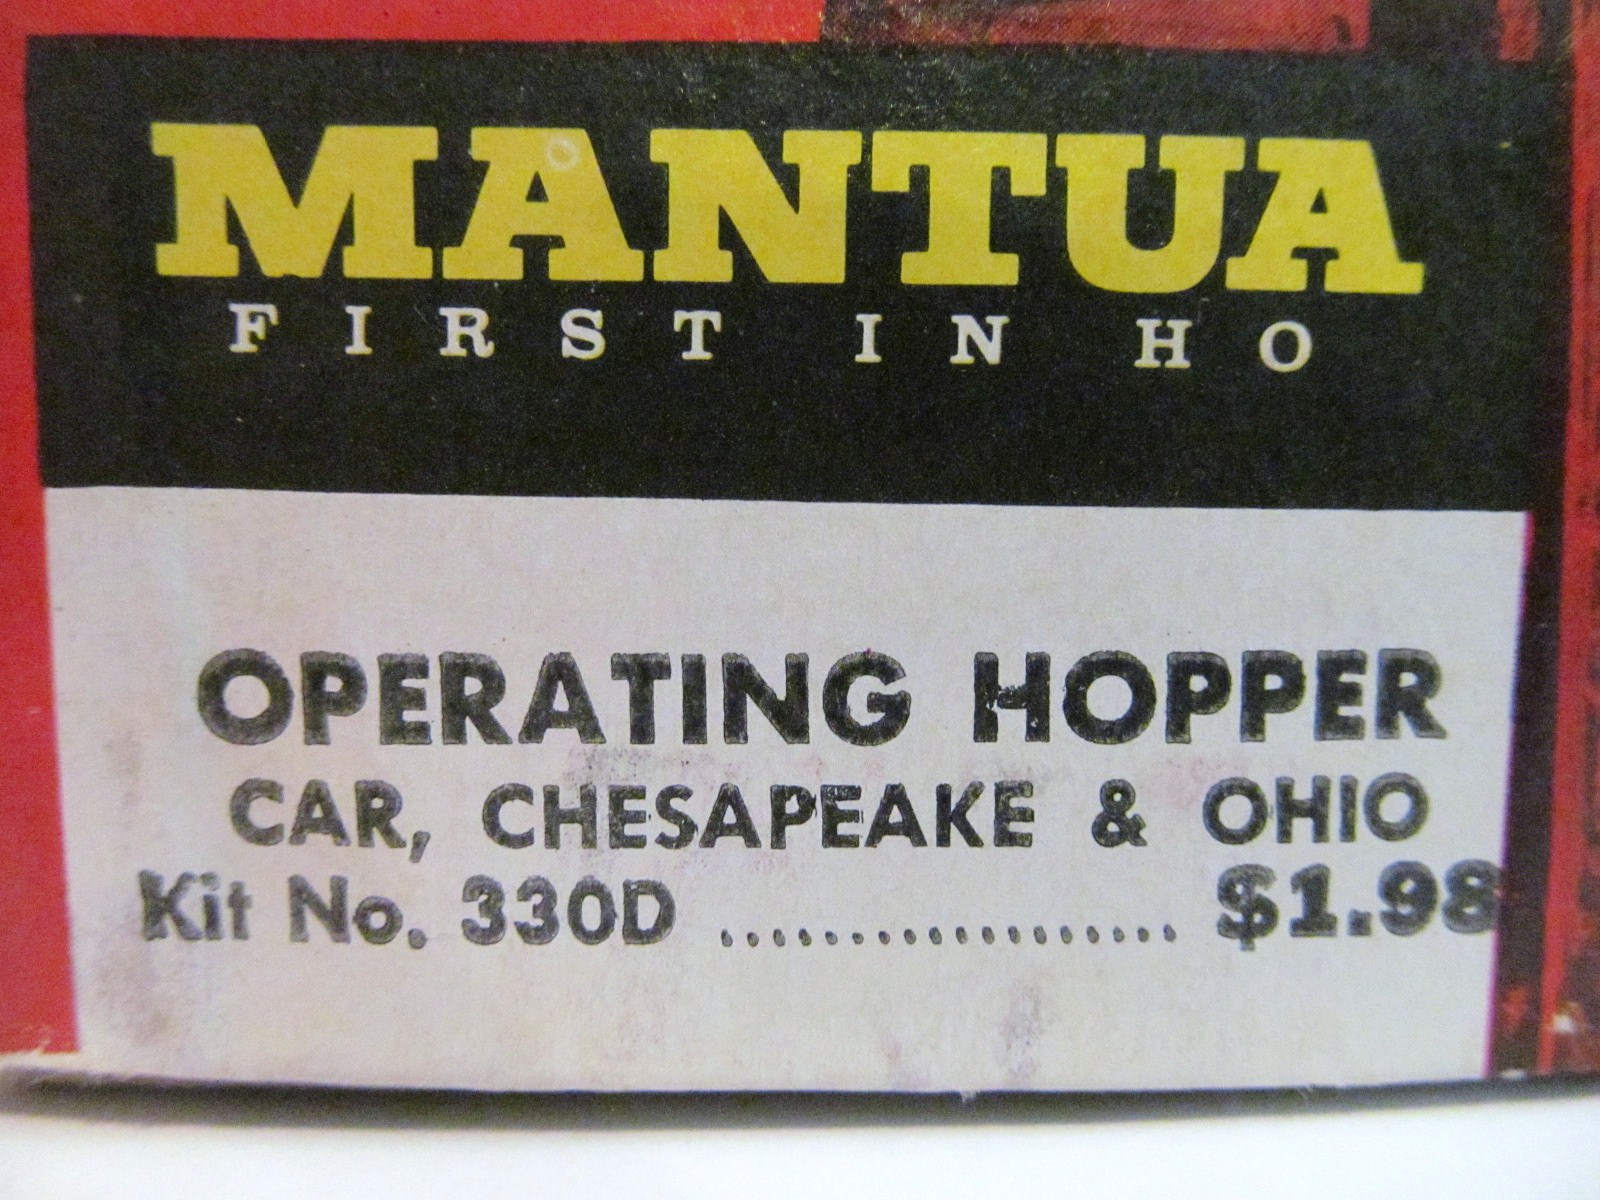 MANTUA
FIRST IN HO
OPERATING HOPPER
CAR, CHESAPEAKE & OHIO
Kit No. 330D .................. $1.98